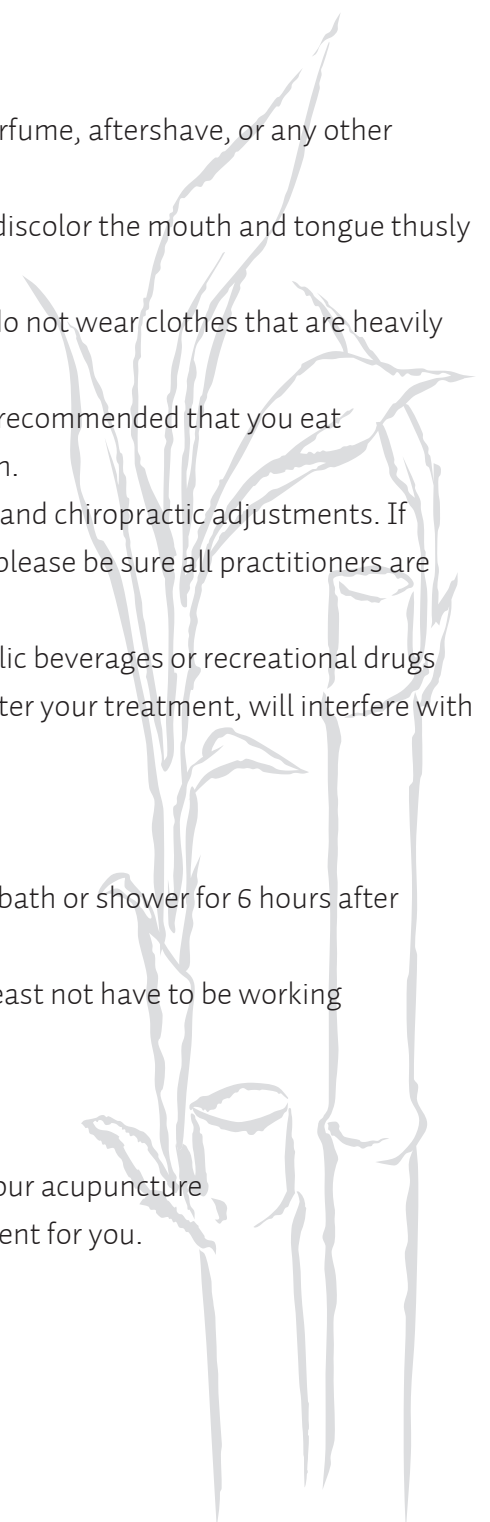 rfume, aftershave, or any other
discolor the mouth and tongue thusly
do not wear clothes that are heavily
recommended that you eat
n.
and chiropractic adjustments. If
please be sure all practitioners are
lic beverages or recreational drugs
ter your treatment, will interfere with
bath or shower for 6 hours after
east not have to be working
our acupuncture
ent for you.